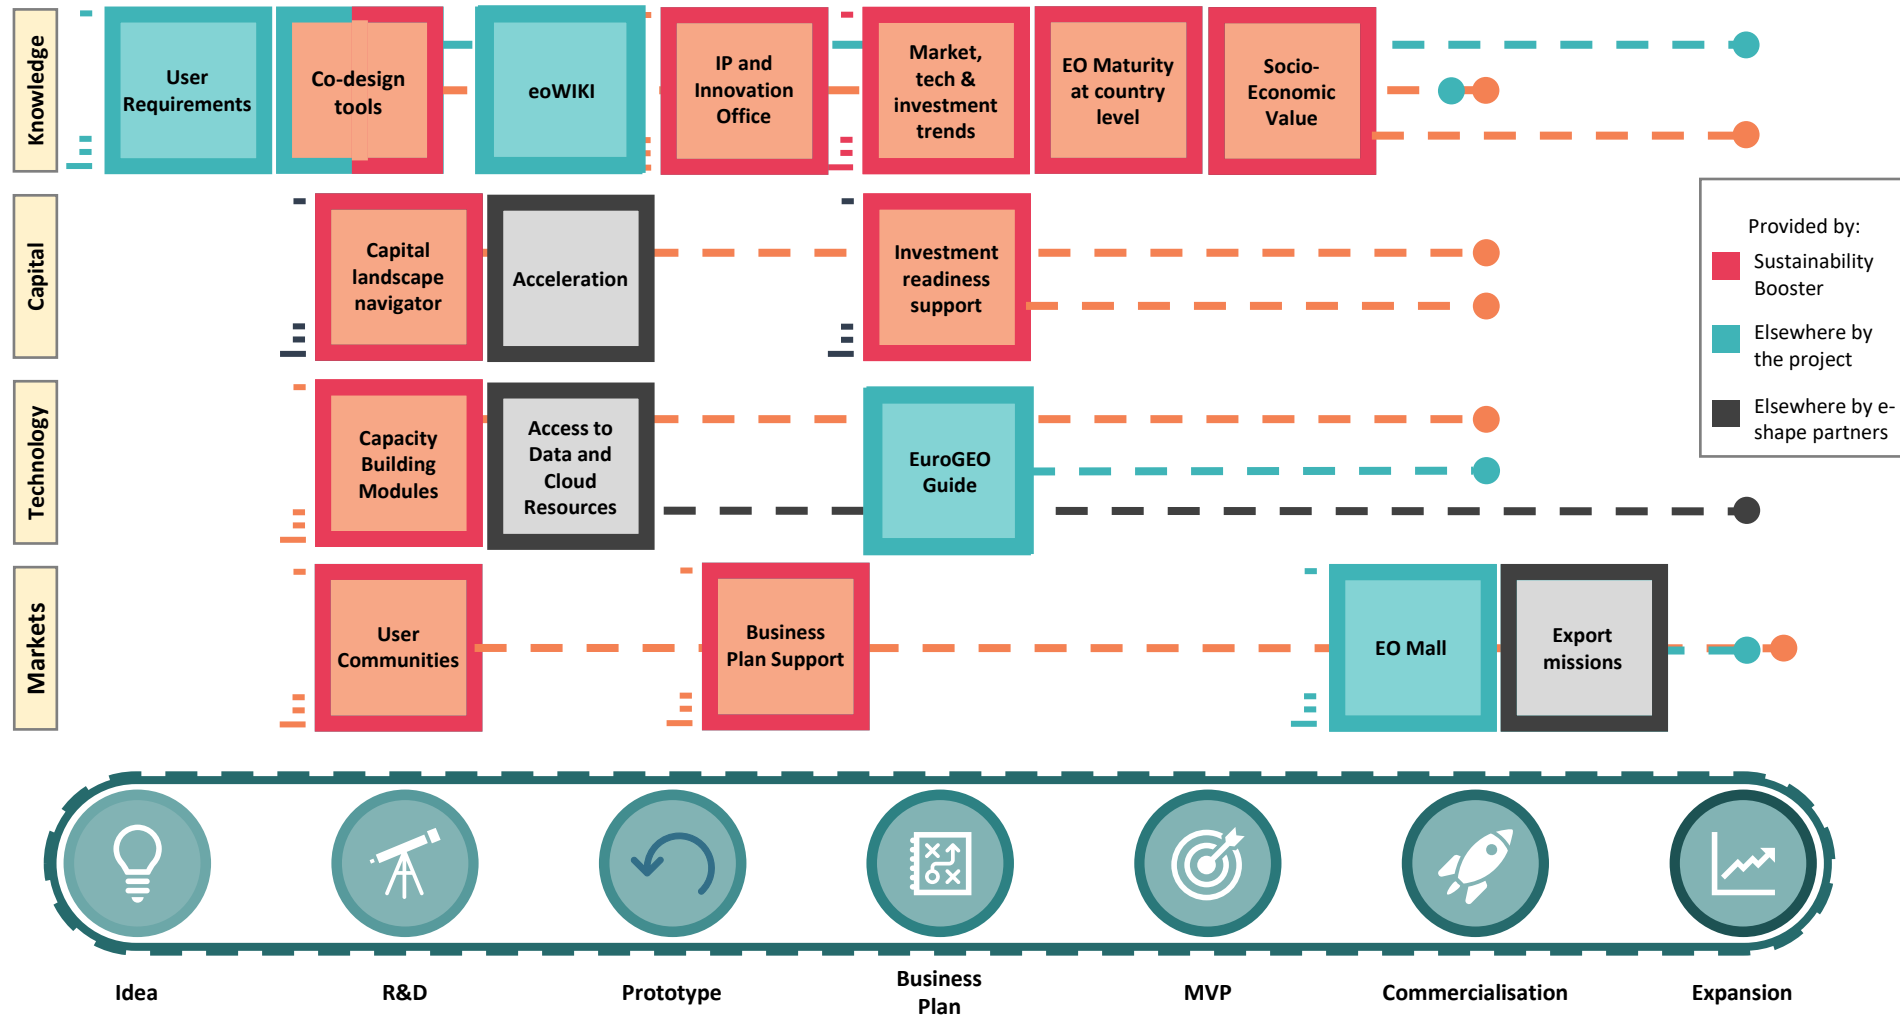 Knowledge
User
Requirements
Co-design
tools
eoWIKI
IP and
Innovation
Office
Market,
tech &
investment
trends
EO Maturity
at country
level
Socio-
Economic
Value
Capital
Capital
landscape
navigator
Acceleration
Investment
readiness
support
Provided by:
Sustainability
Booster
Elsewhere by
the project
Elsewhere by e-
shape partners
Technology
Capacity
Building
Modules
Access to
Data and
Cloud
Resources
EuroGEO
Guide
Markets
User
Communities
Business
Plan Support
EO Mall
Export
missions
Idea
R&D
Prototype
Business
Plan
MVP
Commercialisation
Expansion